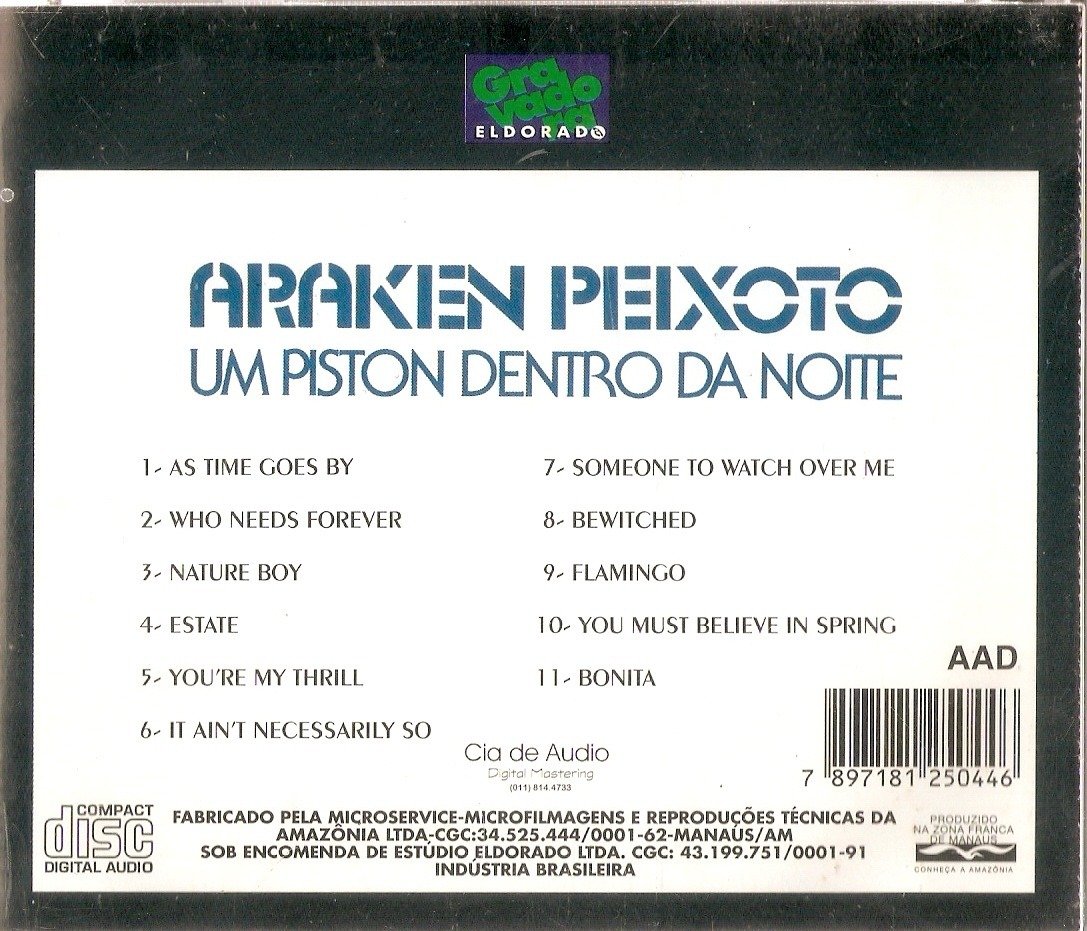 Gra
vado
ra
ELDORADO
ARAKEN PEIXOTO
UM PISTON DENTRO DA NOITE
1- AS TIME GOES BY
2- WHO NEEDS FOREVER
3- NATURE BOY
4- ESTATE
5- YOU'RE MY THRILL
6- IT AIN'T NECESSARILY SO
7- SOMEONE TO WATCH OVER ME
8- BEWITCHED
9- FLAMINGO
10- YOU MUST BELIEVE IN SPRING
11- BONITA
AAD
Cia de Audio
Digital Mastering
(011) 814.4733
7 897181 250446
COMPACT
disc
DIGITAL AUDIO
FABRICADO PELA MICROSERVICE-MICROFILMAGENS E REPRODUÇÕES TÉCNICAS DA
AMAZÔNIA LTDA-CGC:34.525.444/0001-62-MANAUS/AM
SOB ENCOMENDA DE ESTÚDIO ELDORADO LTDA. CGC: 43.199.751/0001-91
INDÚSTRIA BRASILEIRA
PRODUZIDO
NA ZONA FRANCA
DE MANAUS
CONHEÇA A AMAZÔNIA